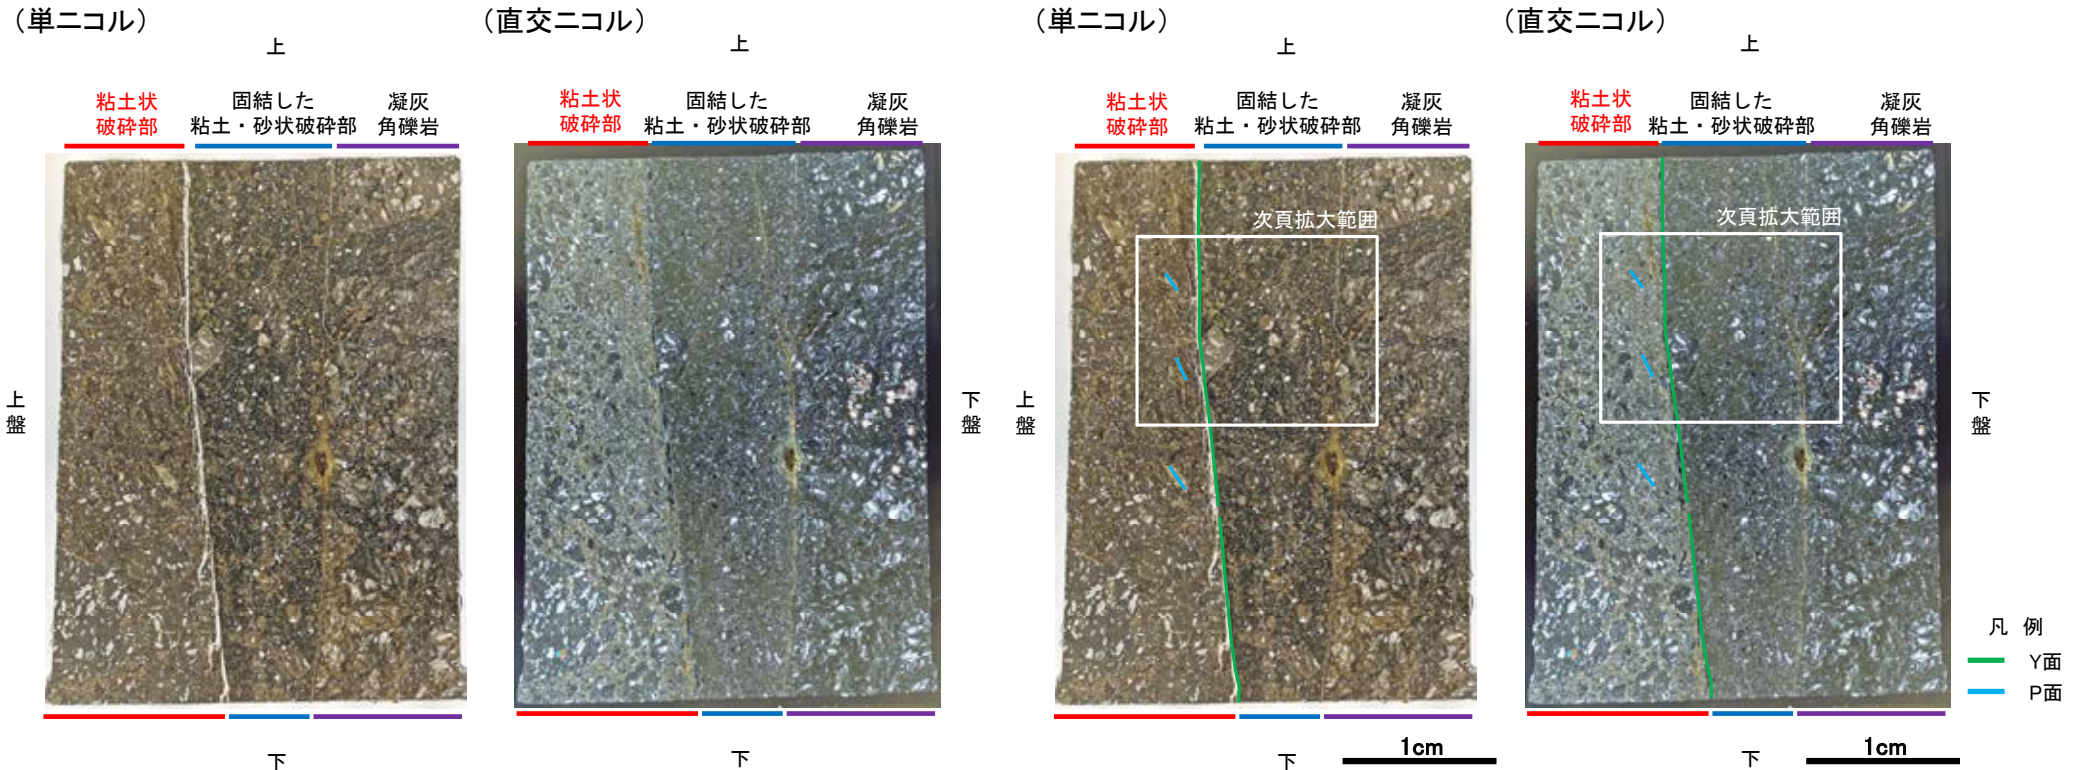 （単ニコル）
上
粘土状
破砕部
固結した
粘土・砂状破砕部
凝灰
角礫岩
上
盤
下
（直交ニコル）
上
粘土状
破砕部
固結した
粘土・砂状破砕部
凝灰
角礫岩
下
盤
下
（単ニコル）
上
粘土状
破砕部
固結した
粘土・砂状破砕部
凝灰
角礫岩
次頁拡大範囲
上
盤
下
1cm
（直交ニコル）
上
粘土状
破砕部
固結した
粘土・砂状破砕部
凝灰
角礫岩
次頁拡大範囲
下
盤
下
1cm
凡 例
Y面
P面